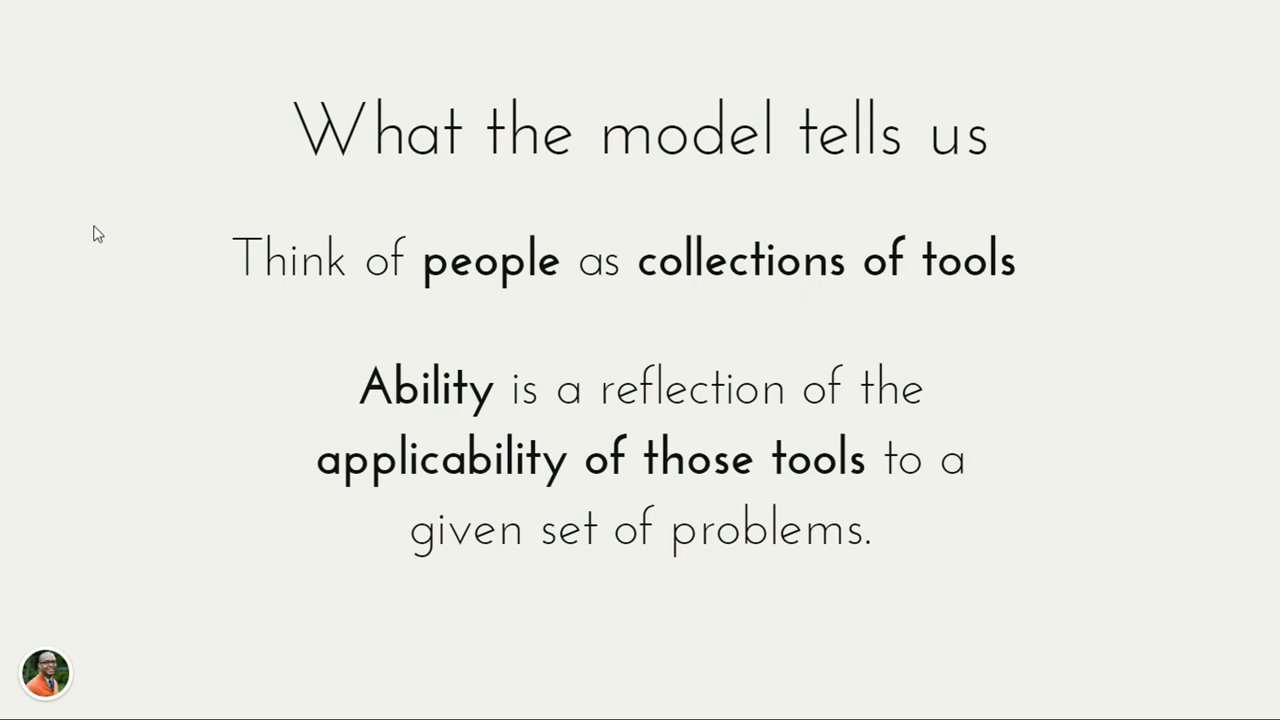 What the model tells us
Think of people as collections of tools
Ability is a reflection of the
applicability of those tools to a
given set of problems.